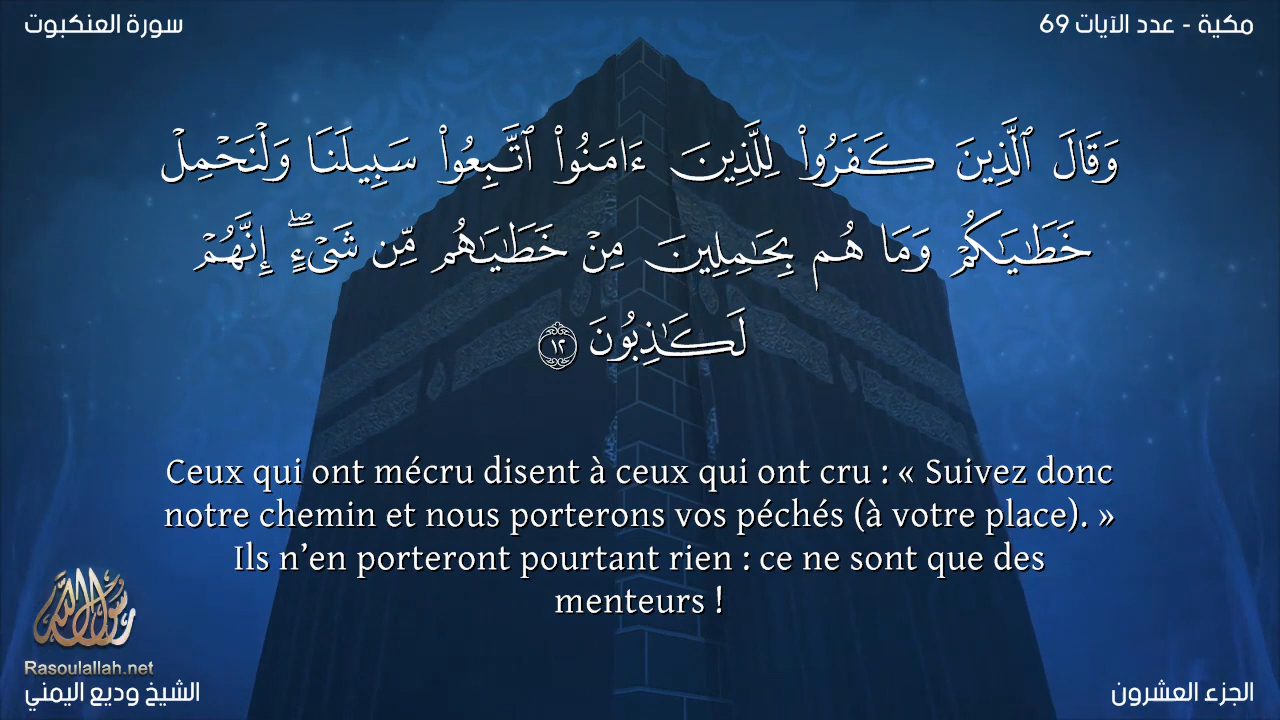 مكية - عدد الآيات 69
سورة العنكبوت
وَقَالَ ٱلَّذِينَ كَفَرُوا۟ لِلَّذِينَ ءَامَنُوا۟ ٱتَّبِعُوا۟ سَبِيلَنَا وَلْنَحْمِلْ
خَطَٰيَٰكُمْ وَمَا هُم بِحَٰمِلِينَ مِنْ خَطَٰيَٰهُم مِّن شَىْءٍ ۖ إِنَّهُمْ
لَكَٰذِبُونَ ١٢
Ceux qui ont mécru disent à ceux qui ont cru : « Suivez donc
notre chemin et nous porterons vos péchés (à votre place). »
Ils n’en porteront pourtant rien : ce ne sont que des
menteurs !
رسول الله
Rasoulallah.net
الجزء العشرون
الشيخ وديع اليمني